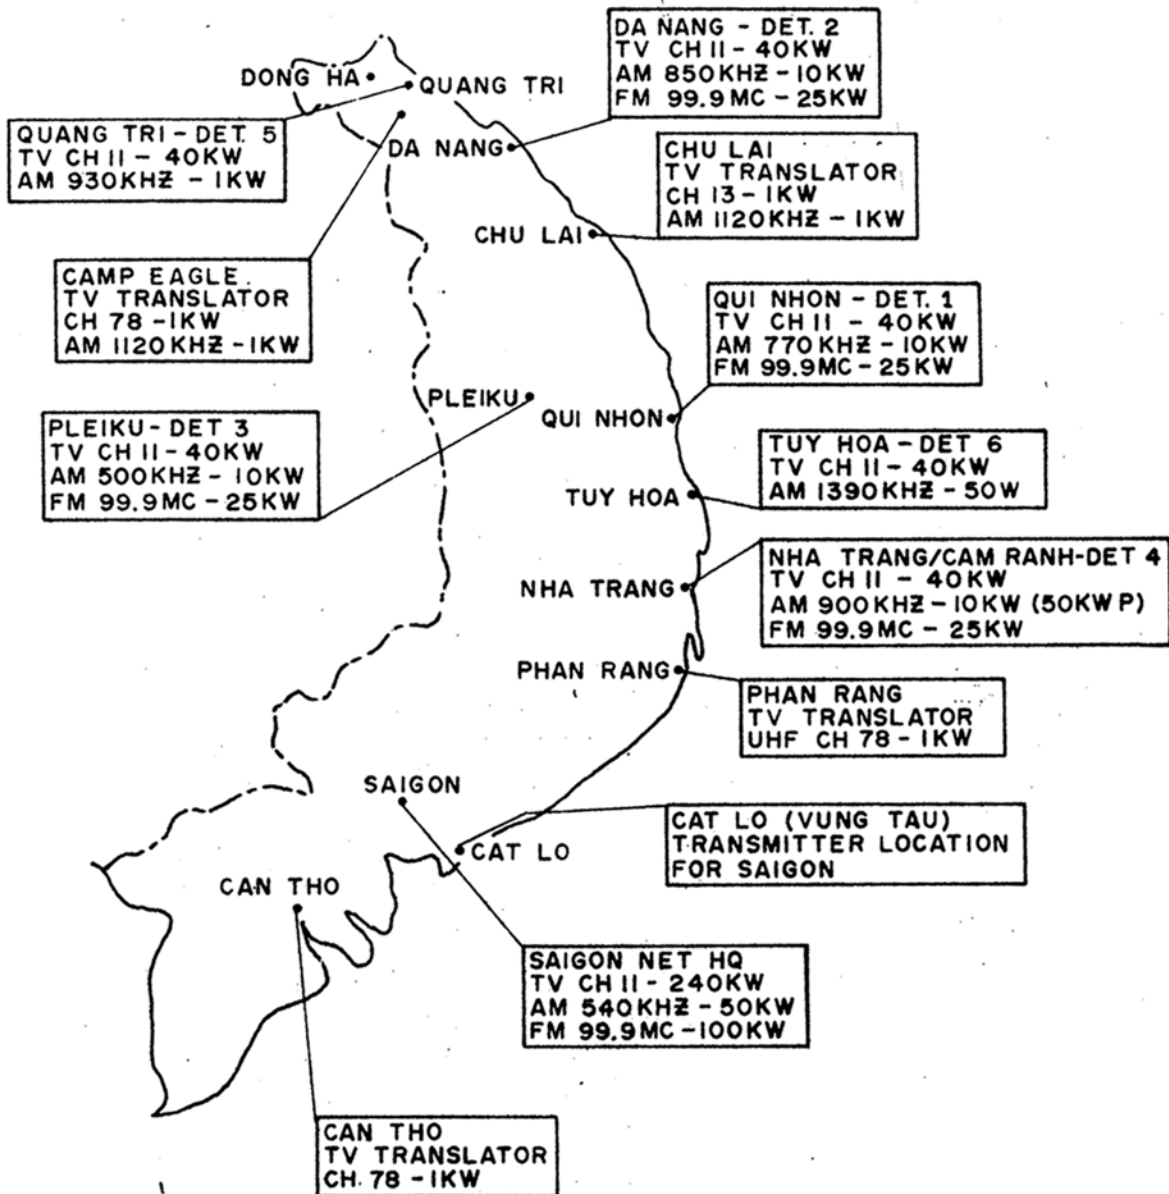 DA NANG - DET. 2
TV CH 11 - 40KW
AM 850KHZ - 10KW
FM 99.9MC - 25KW
DONG HA
QUANG TRI
QUANG TRI - DET. 5
TV CH 11 - 40KW
AM 930KHZ - 1KW
DA NANG
CHU LAI
TV TRANSLATOR
CH 13 - 1KW
AM 1120KHZ - 1KW
CHU LAI
CAMP EAGLE
TV TRANSLATOR
CH 78 - 1KW
AM 1120KHZ - 1KW
QUI NHON - DET. 1
TV CH 11 - 40KW
AM 770KHZ - 10KW
FM 99.9MC - 25KW
PLEIKU
QUI NHON
PLEIKU - DET 3
TV CH 11 - 40KW
AM 500KHZ - 10KW
FM 99.9MC - 25KW
TUY HOA - DET 6
TV CH 11 - 40KW
AM 1390KHZ - 50W
TUY HOA
NHA TRANG/CAM RANH-DET 4
TV CH 11 - 40KW
AM 900KHZ - 10KW (50KW P)
FM 99.9MC - 25KW
NHA TRANG
PHAN RANG
PHAN RANG
TV TRANSLATOR
UHF CH 78 - 1KW
SAIGON
CAT LO (VUNG TAU)
TRANSMITTER LOCATION
FOR SAIGON
CAT LO
CAN THO
SAIGON NET HQ
TV CH 11 - 240KW
AM 540KHZ - 50KW
FM 99.9MC - 100KW
CAN THO
TV TRANSLATOR
CH. 78 - 1KW